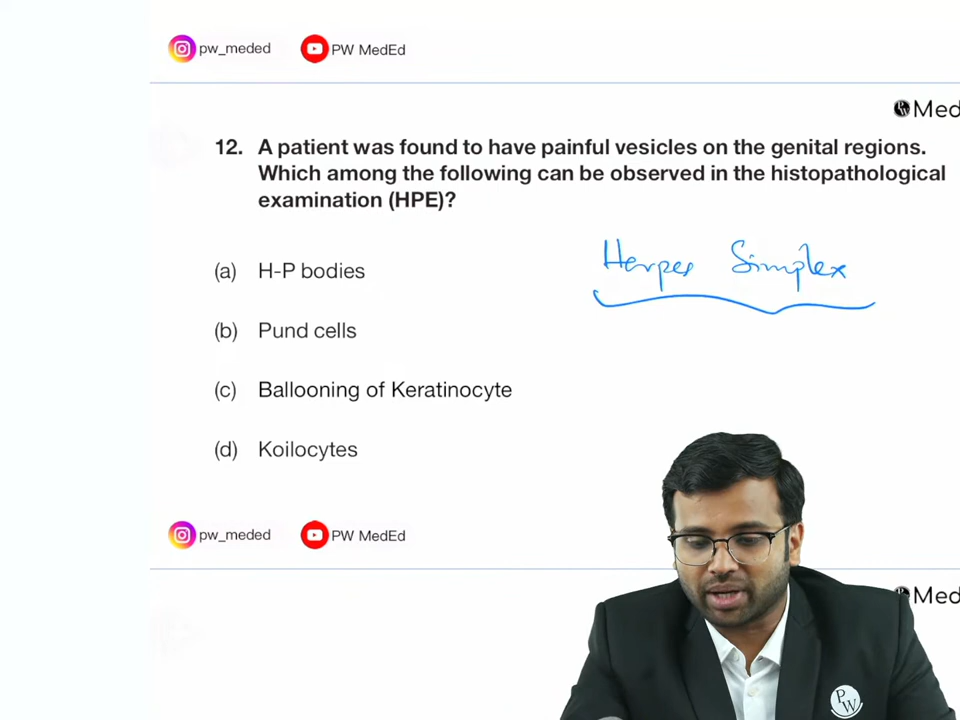 pw_meded PW MedEd
Med
12. A patient was found to have painful vesicles on the genital regions.
Which among the following can be observed in the histopathological
examination (HPE)?
Herpes Simplex
(a) H-P bodies
(b) Pund cells
(c) Ballooning of Keratinocyte
(d) Koilocytes
pw_meded PW MedEd
Med
PW